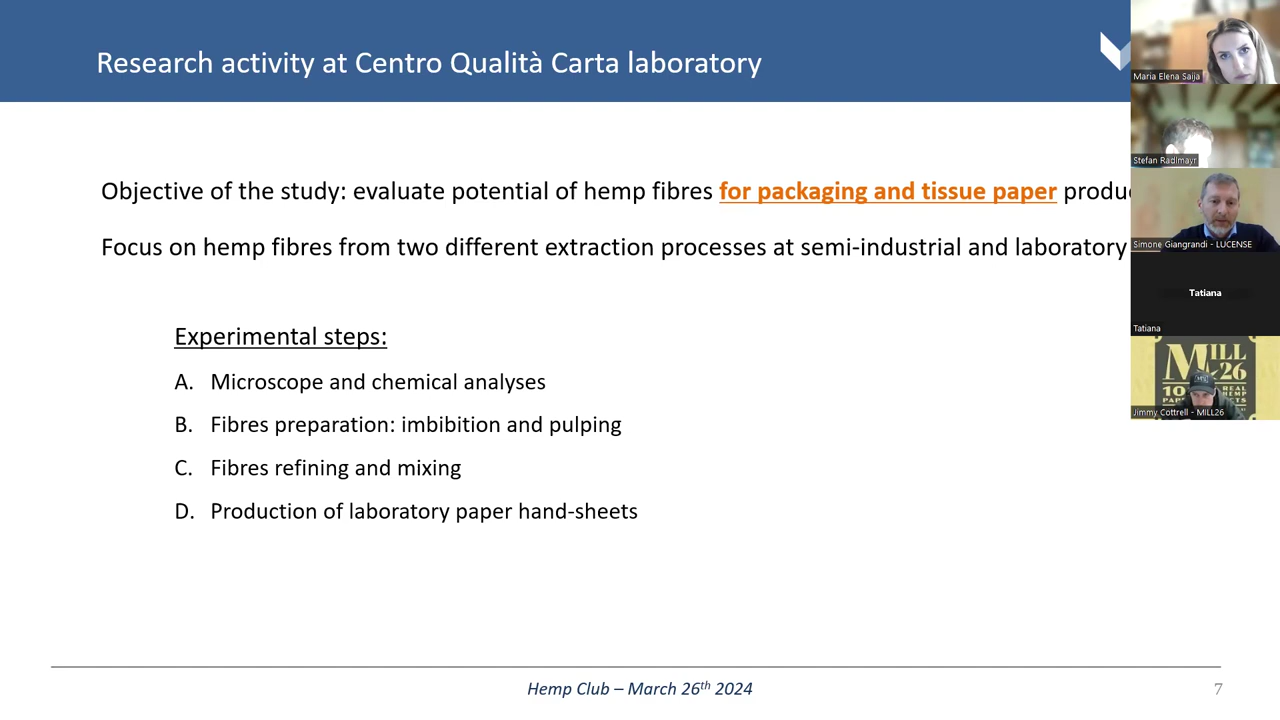 Research activity at Centro Qualità Carta laboratory
Objective of the study: evaluate potential of hemp fibres for packaging and tissue paper
Focus on hemp fibres from two different extraction processes at semi-industrial and laboratory
Experimental steps:
A. Microscope and chemical analyses
B. Fibres preparation: imbibition and pulping
C. Fibres refining and mixing
D. Production of laboratory paper hand-sheets
Hemp Club – March 26th 2024
7
Maria Elena Saija
Stefan Radlmayr
Simone Giangrandi - LUCENSE
Tatiana
Tatiana
MILL
26
Jimmy Cottrell - MILL26